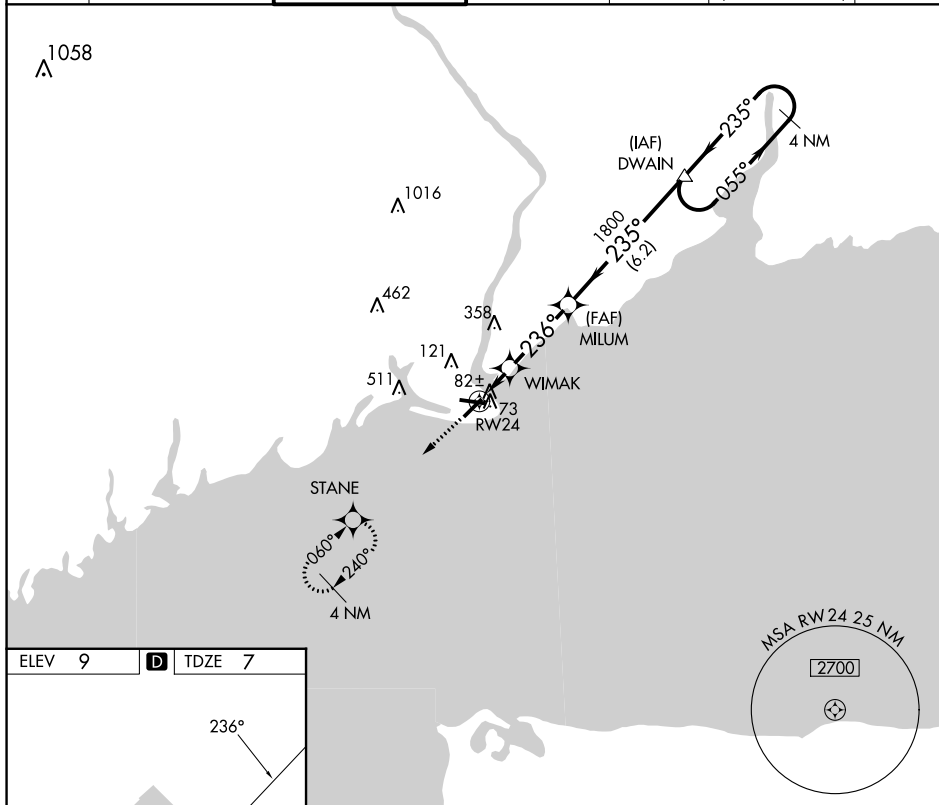 1058
235°
4 NM
(IAF)
DWAIN
055°
1016
1800
235°
(6.2)
462
358
236°
(FAF)
MILUM
121
511
82±
WIMAK
73
RW24
STANE
060°
240°
4 NM
MSA RW24 25 NM
2700
ELEV 9 D TDZE 7
236°